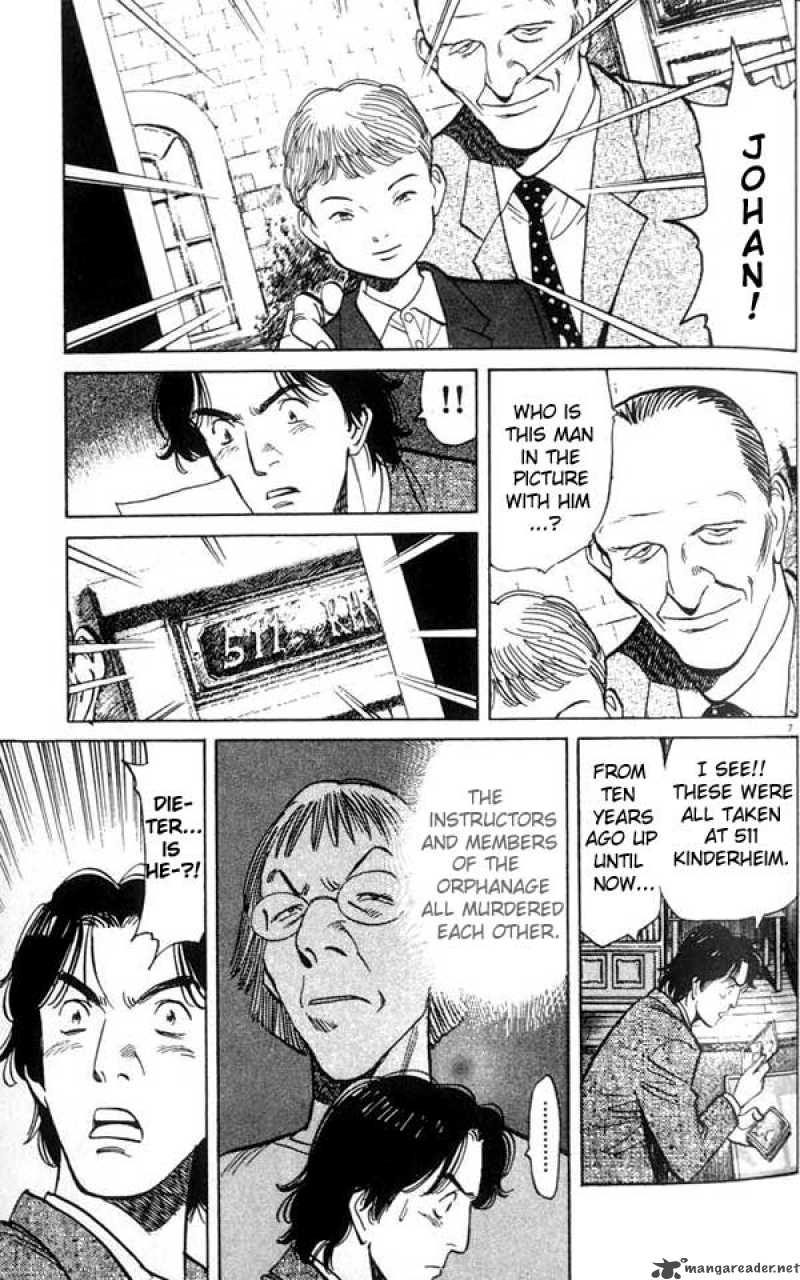 JOHAN!
WHO IS
THIS MAN
IN THE
PICTURE
WITH HIM
...?
!!
511 KIR
7
I SEE!!
THESE WERE
ALL TAKEN
AT 511
KINDERHEIM.
FROM
TEN
YEARS
AGO UP
UNTIL
NOW...
THE
INSTRUCTORS
AND MEMBERS
OF THE
ORPHANAGE
ALL MURDERED
EACH OTHER.
.........
DIE-
TER...
IS
HE-?!
mangareader.net